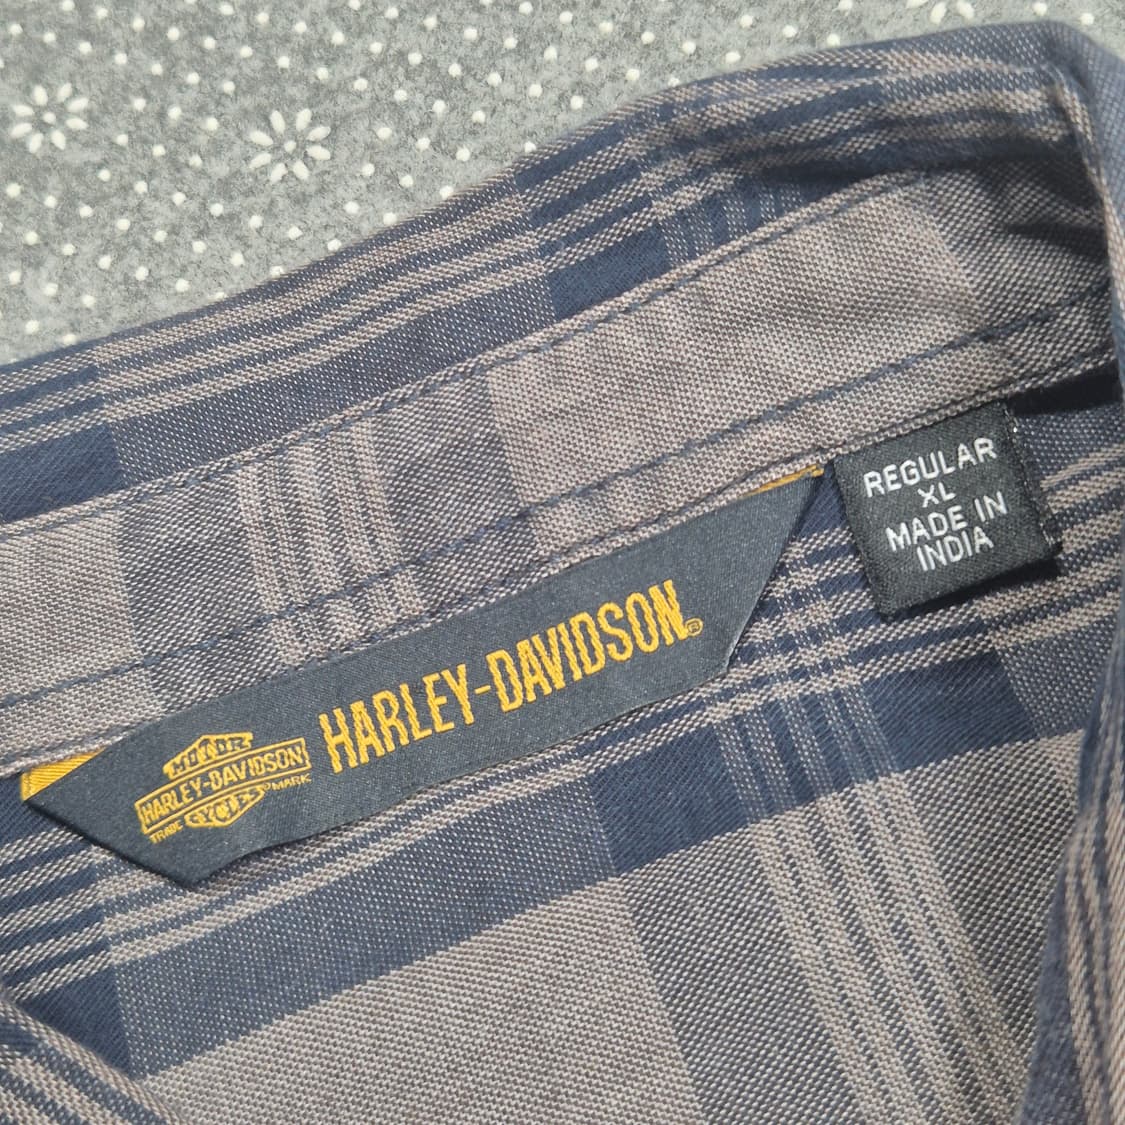 REGULAR
XL
MADE IN
INDIA
HARLEY-DAVIDSON®
MOTOR
HARLEY-DAVIDSON
TRADE CYCLES MARK